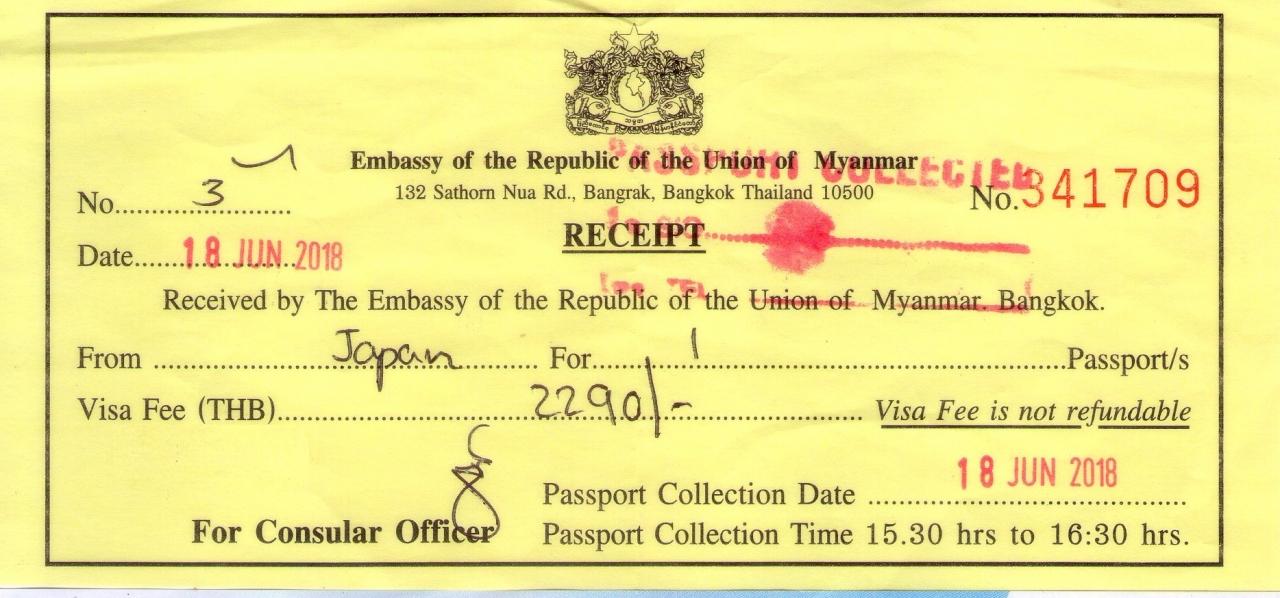 Embassy of the Republic of the Union of Myanmar
132 Sathorn Nua Rd., Bangrak, Bangkok Thailand 10500
PASSPORT COLLECTED
No. 3
No. 341709
RECEIPT
Date 18 JUN 2018
Received by The Embassy of the Republic of the Union of Myanmar. Bangkok.
From Japan For 1 Passport/s
Visa Fee (THB) 2290/- Visa Fee is not refundable
18 JUN 2018
Passport Collection Date
For Consular Officer Passport Collection Time 15.30 hrs to 16:30 hrs.